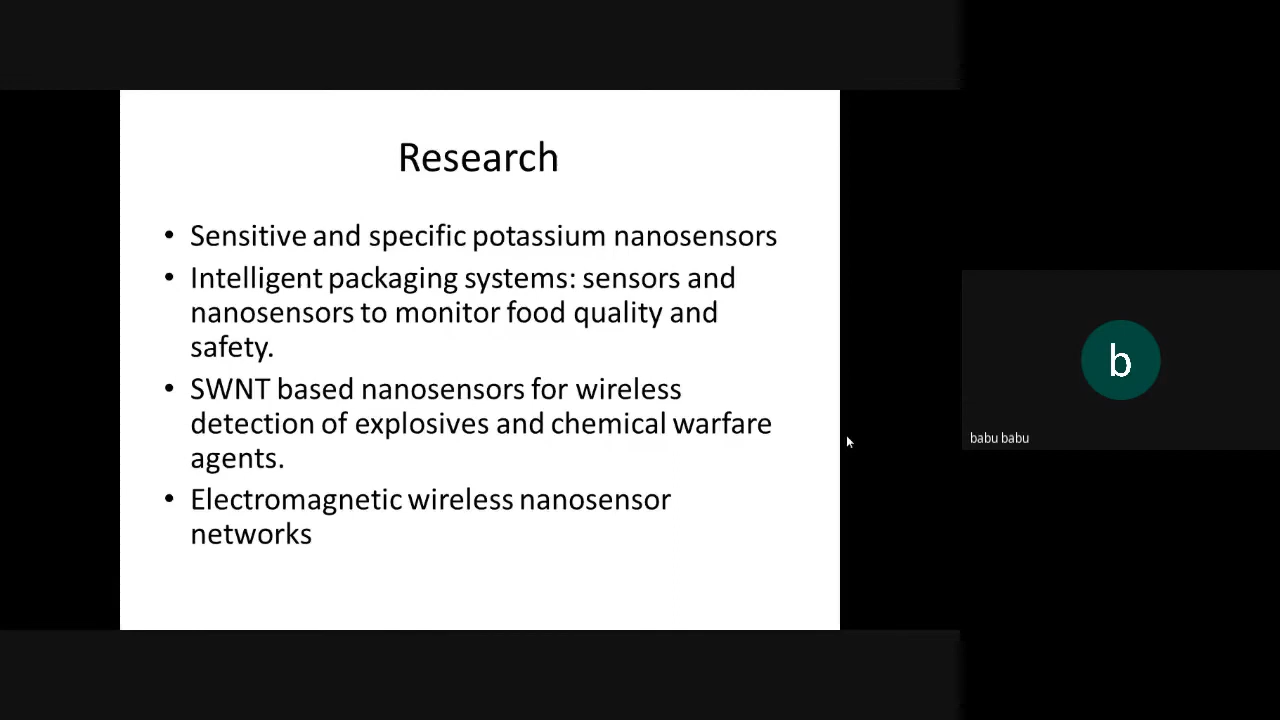 Research
• Sensitive and specific potassium nanosensors
• Intelligent packaging systems: sensors and
nanosensors to monitor food quality and
safety.
• SWNT based nanosensors for wireless
detection of explosives and chemical warfare
agents.
• Electromagnetic wireless nanosensor
networks
b
babu babu